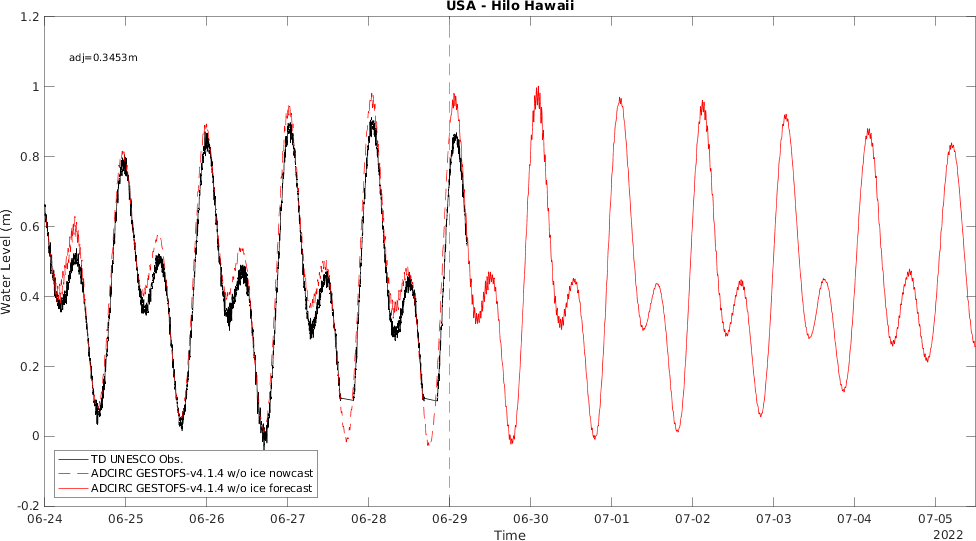 USA - Hilo Hawaii
adj=0.3453m
Water Level (m)
1.2
1
0.8
0.6
0.4
0.2
0
-0.2
TD UNESCO Obs.
ADCIRC GESTOFS-v4.1.4 w/o ice nowcast
ADCIRC GESTOFS-v4.1.4 w/o ice forecast
06-24 06-25 06-26 06-27 06-28 06-29 06-30 07-01 07-02 07-03 07-04 07-05
Time
2022